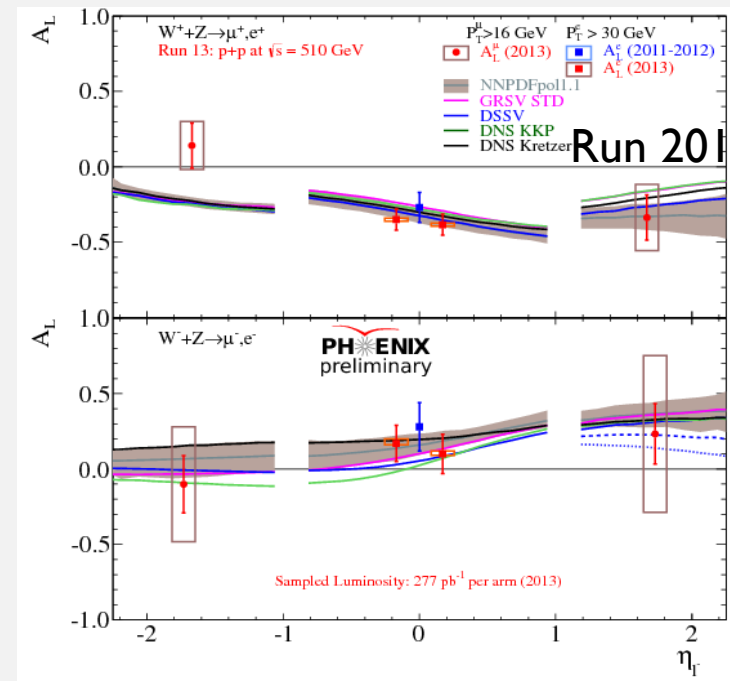 A_L
1.0
0.5
0.0
-0.5
W⁺+Z→μ⁺,e⁺
Run 13: p+p at √s = 510 GeV
P_T^μ>16 GeV P_T^e > 30 GeV
A_L^μ (2013) A_L^e (2011-2012)
A_L^e (2013)
NNPDFpol1.1
GRSV STD
DSSV
DNS KKP
DNS Kretzer
Run 201
A_L
1.0
0.5
0.0
-0.5
-1.0
W⁻+Z→μ⁻,e⁻
PH ENIX
preliminary
Sampled Luminosity: 277 pb⁻¹ per arm (2013)
-2 -1 0 1 2
η_l